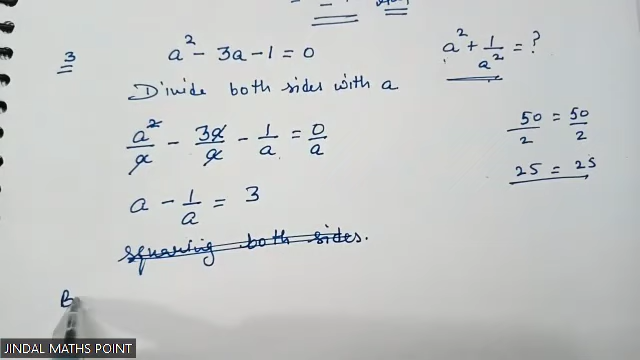 3
a² - 3a - 1 = 0
a² + 1/a² = ?
Divide both sides with a
a²/a - 3a/a - 1/a = 0/a
50/2 = 50/2
25 = 25
a - 1/a = 3
squaring both sides.
B
JINDAL MATHS POINT